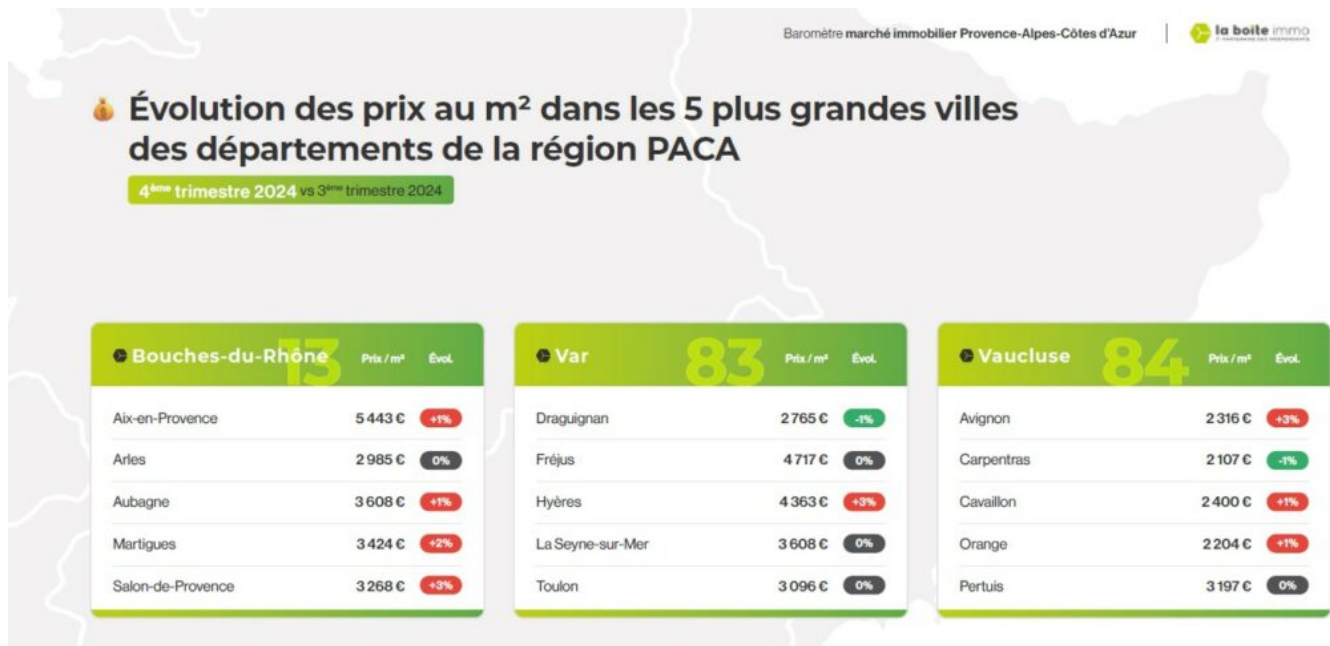 Baromètre marché immobilier Provence-Alpes-Côtes d'Azur
la boite immo
Évolution des prix au m² dans les 5 plus grandes villes
des départements de la région PACA
4ème trimestre 2024 vs 3ème trimestre 2024
Bouches-du-Rhône 13 Prix / m² Évol.
Aix-en-Provence 5 443 € +1%
Arles 2 985 € 0%
Aubagne 3 608 € +1%
Martigues 3 424 € +2%
Salon-de-Provence 3 268 € +3%
Var 83 Prix / m² Évol.
Draguignan 2 765 € -1%
Fréjus 4 717 € 0%
Hyères 4 363 € +3%
La Seyne-sur-Mer 3 608 € 0%
Toulon 3 096 € 0%
Vaucluse 84 Prix / m² Évol.
Avignon 2 316 € +3%
Carpentras 2 107 € -1%
Cavaillon 2 400 € +1%
Orange 2 204 € +1%
Pertuis 3 197 € 0%